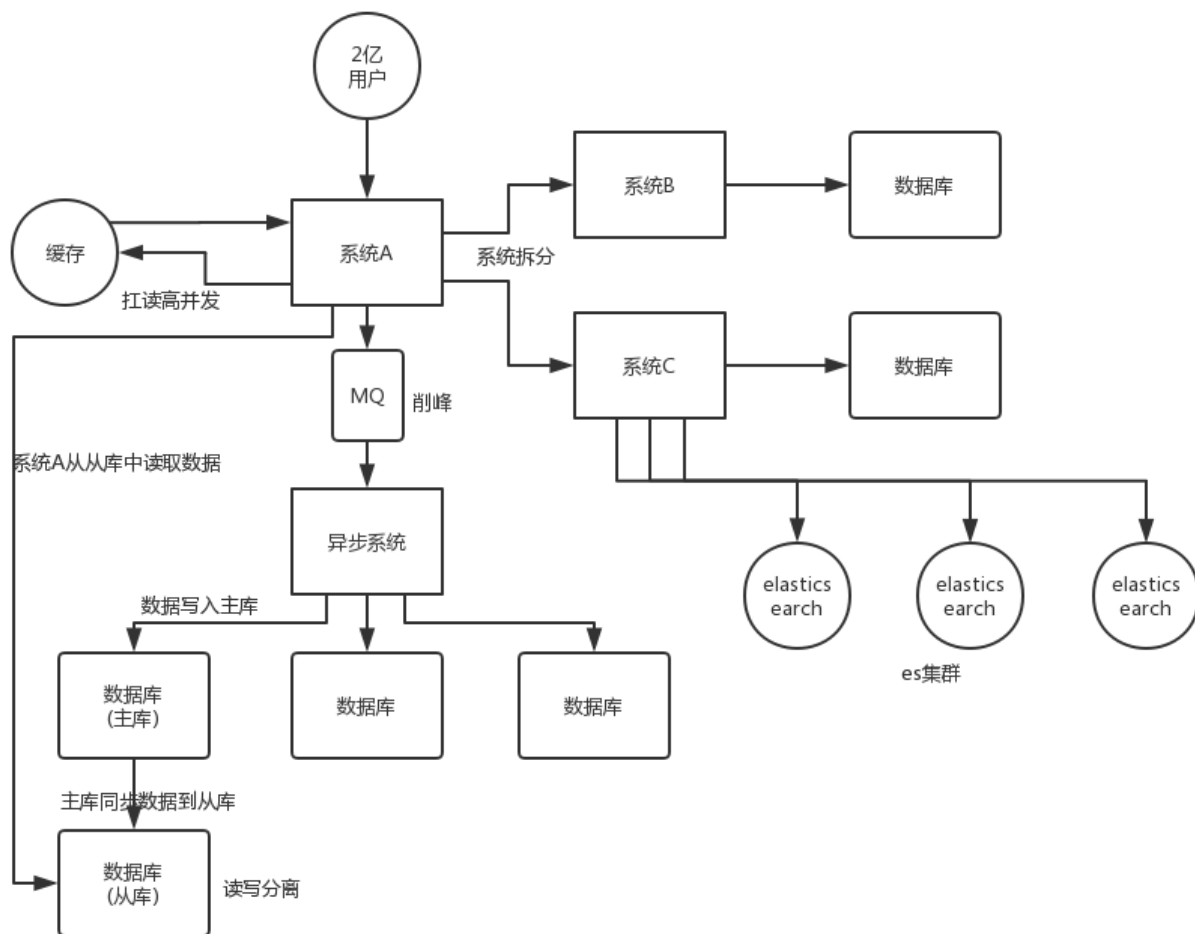 2亿
用户
系统B
数据库
缓存
系统A
系统拆分
扛读高并发
系统C
数据库
MQ
削峰
系统A从从库中读取数据
异步系统
elastics
earch
elastics
earch
elastics
earch
数据写入主库
es集群
数据库
(主库)
数据库
数据库
主库同步数据到从库
数据库
(从库)
读写分离